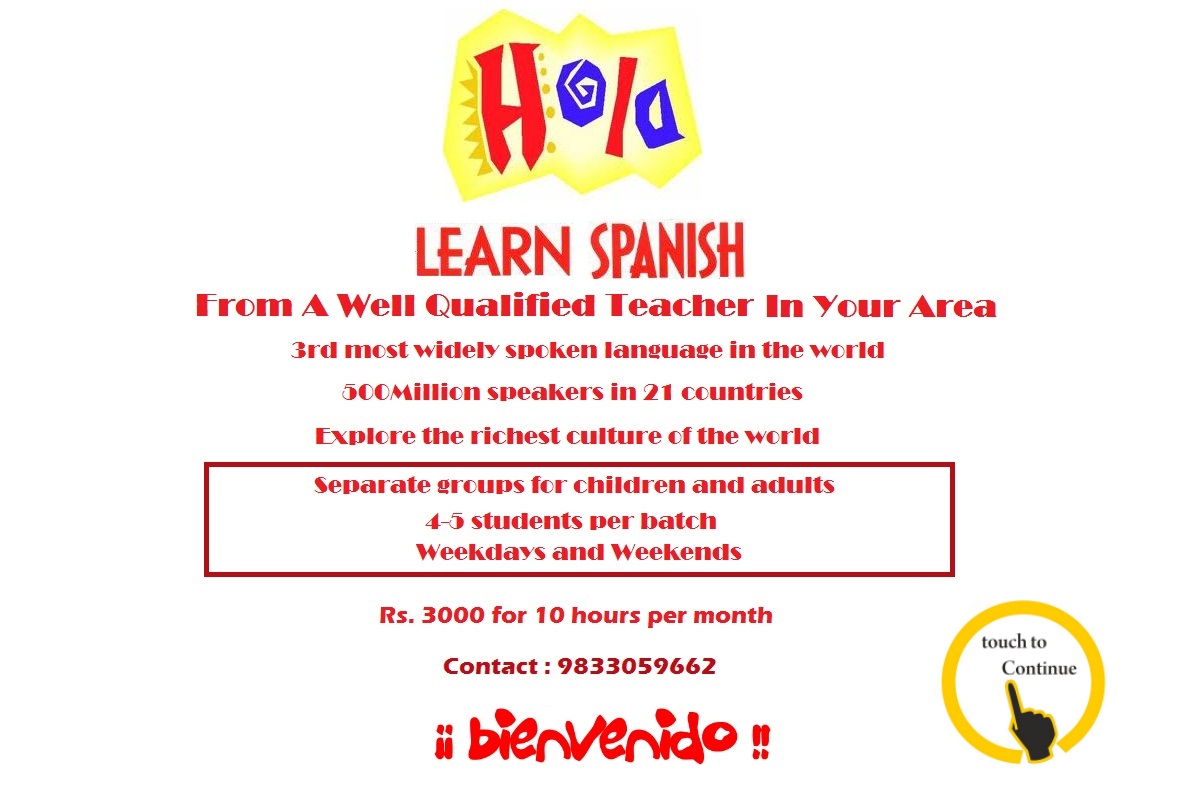 Hola
LEARN SPANISH
From A Well Qualified Teacher In Your Area
3rd most widely spoken language in the world
500Million speakers in 21 countries
Explore the richest culture of the world
Separate groups for children and adults
4-5 students per batch
Weekdays and Weekends
Rs. 3000 for 10 hours per month
Contact : 9833059662
¡¡ bienvenido !!
touch to
Continue